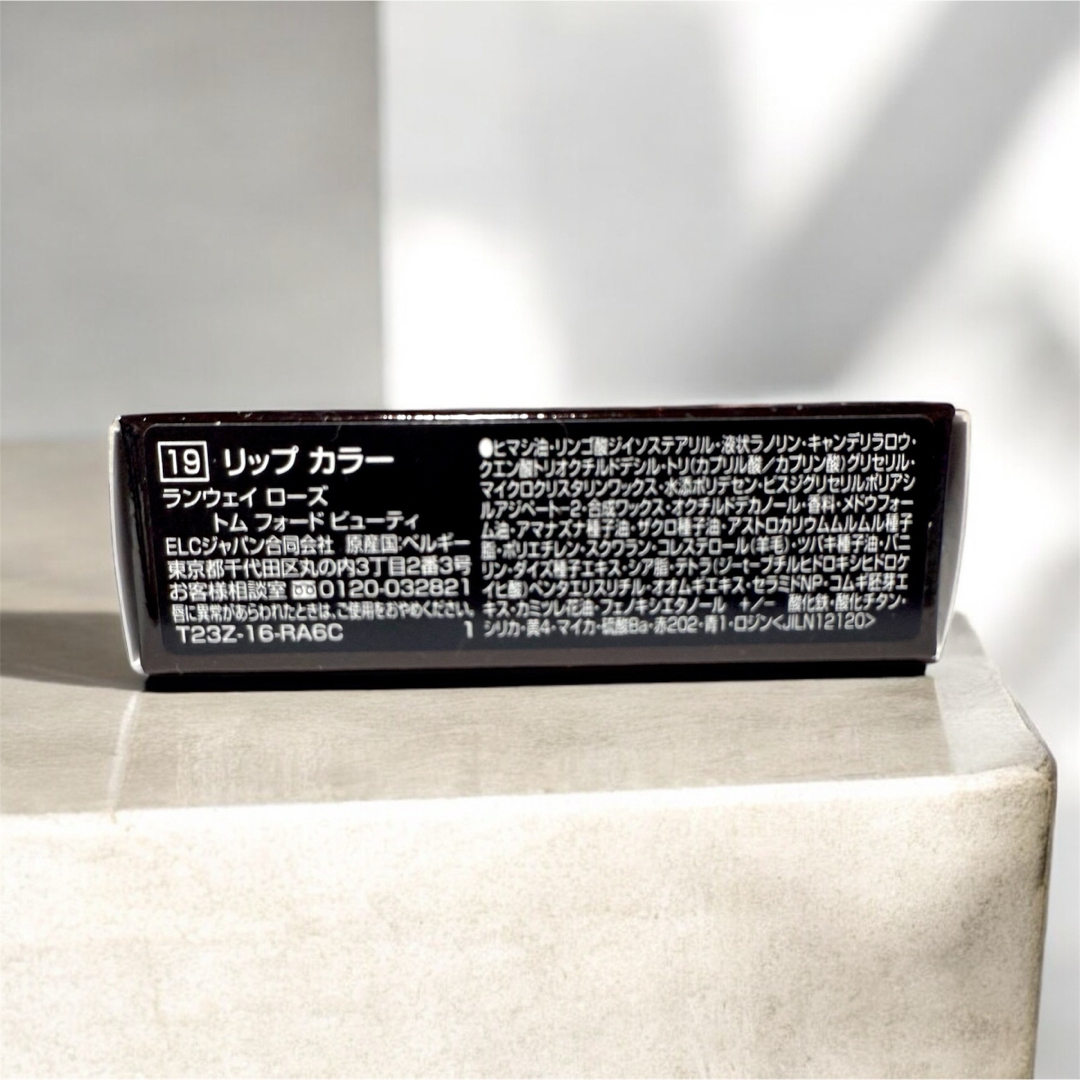 19 リップ カラー
ランウェイ ローズ
トム フォード ビューティ
ELCジャパン合同会社 原産国:ベルギー
東京都千代田区丸の内3丁目2番3号
お客様相談室 0120-032821
唇に異常があらわれたときは、ご使用をおやめください。
T23Z-16-RA6C 1
●ヒマシ油・リンゴ酸ジイソステアリル・液状ラノリン・キャンデリラロウ・
クエン酸トリオクチルドデシル・トリ(カプリル酸/カプリン酸)グリセリル・
マイクロクリスタリンワックス・水添ポリデセン・ビスジグリセリルポリアシ
ルアジペート-2・合成ワックス・オクチルドデカノール・香料・メドウフォー
ム油・アマナズナ種子油・ザクロ種子油・アストロカリウムムルムル種子
脂・ポリエチレン・スクワラン・コレステロール(羊毛)・ツバキ種子油・バニ
リン・ダイズ種子エキス・シア脂・テトラ(ジ-t-ブチルヒドロキシヒドロケ
イヒ酸)ペンタエリスリチル・オオムギエキス・セラミドNP・コムギ胚芽エ
キス・カミツレ花油・フェノキシエタノール +/- 酸化鉄・酸化チタン・
シリカ・黄4・マイカ・硫酸Ba・赤202・青1・ロジン<JILN12120>